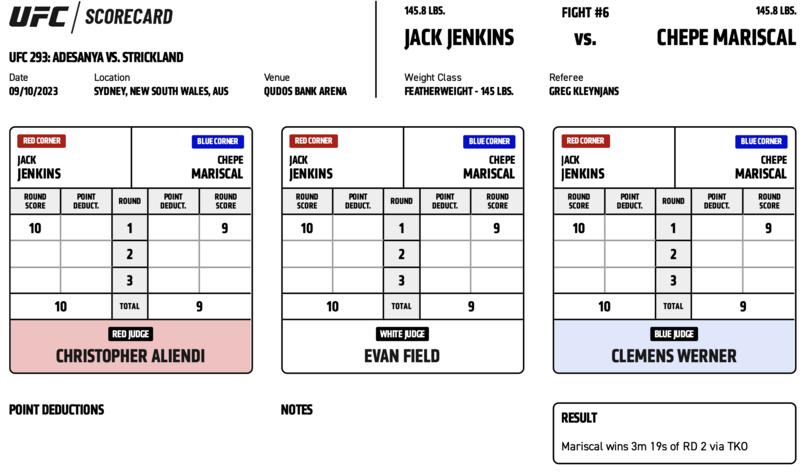 UFC SCORECARD
UFC 293: ADESANYA VS. STRICKLAND
Date Location Venue
09/10/2023 SYDNEY, NEW SOUTH WALES, AUS QUDOS BANK ARENA
145.8 LBS. FIGHT #6 145.8 LBS.
JACK JENKINS vs. CHEPE MARISCAL
Weight Class Referee
FEATHERWEIGHT - 145 LBS. GREG KLEYNJANS
RED CORNER BLUE CORNER
JACK CHEPE
JENKINS MARISCAL
ROUND SCORE POINT DEDUCT. ROUND POINT DEDUCT. ROUND SCORE
10 1 9
2
3
10 TOTAL 9
RED JUDGE
CHRISTOPHER ALIENDI
RED CORNER BLUE CORNER
JACK CHEPE
JENKINS MARISCAL
ROUND SCORE POINT DEDUCT. ROUND POINT DEDUCT. ROUND SCORE
10 1 9
2
3
10 TOTAL 9
WHITE JUDGE
EVAN FIELD
RED CORNER BLUE CORNER
JACK CHEPE
JENKINS MARISCAL
ROUND SCORE POINT DEDUCT. ROUND POINT DEDUCT. ROUND SCORE
10 1 9
2
3
10 TOTAL 9
BLUE JUDGE
CLEMENS WERNER
POINT DEDUCTIONS
NOTES
RESULT
Mariscal wins 3m 19s of RD 2 via TKO